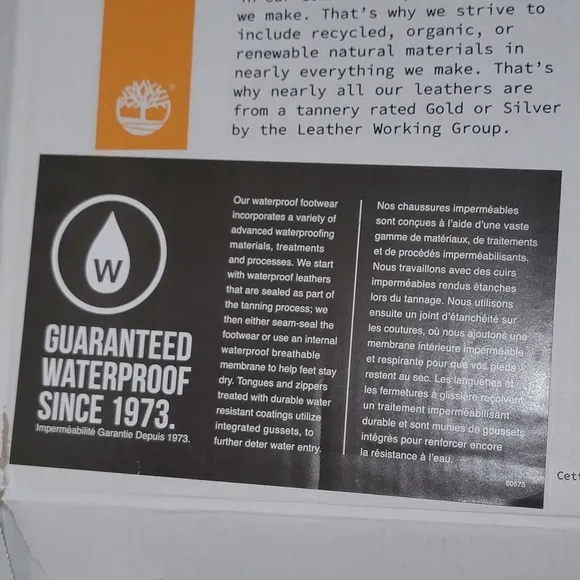 we make. That's why we strive to
include recycled, organic, or
renewable natural materials in
nearly everything we make. That's
why nearly all our leathers are
from a tannery rated Gold or Silver
by the Leather Working Group.
W
GUARANTEED
WATERPROOF
SINCE 1973.
Imperméabilité Garantie Depuis 1973.
Our waterproof footwear
incorporates a variety of
advanced waterproofing
materials, treatments
and processes. We start
with waterproof leathers
that are sealed as part of
the tanning process; we
then either seam-seal the
footwear or use an internal
waterproof breathable
membrane to help feet stay
dry. Tongues and zippers
treated with durable water
resistant coatings utilize
integrated gussets, to
further deter water entry.
Nos chaussures imperméables
sont conçues à l'aide d'une vaste
gamme de matériaux, de traitements
et de procédés imperméabilisants.
Nous travaillons avec des cuirs
imperméables rendus étanches
lors du tannage. Nous utilisons
ensuite un joint d'étanchéité sur
les coutures, où nous ajoutons une
membrane intérieure imperméable
et respirante pour que vos pieds
restent au sec. Les languettes et
les fermetures à glissière reçoivent
un traitement imperméabilisant
durable et sont munies de goussets
intégrés pour renforcer encore
la résistance à l'eau.
60675